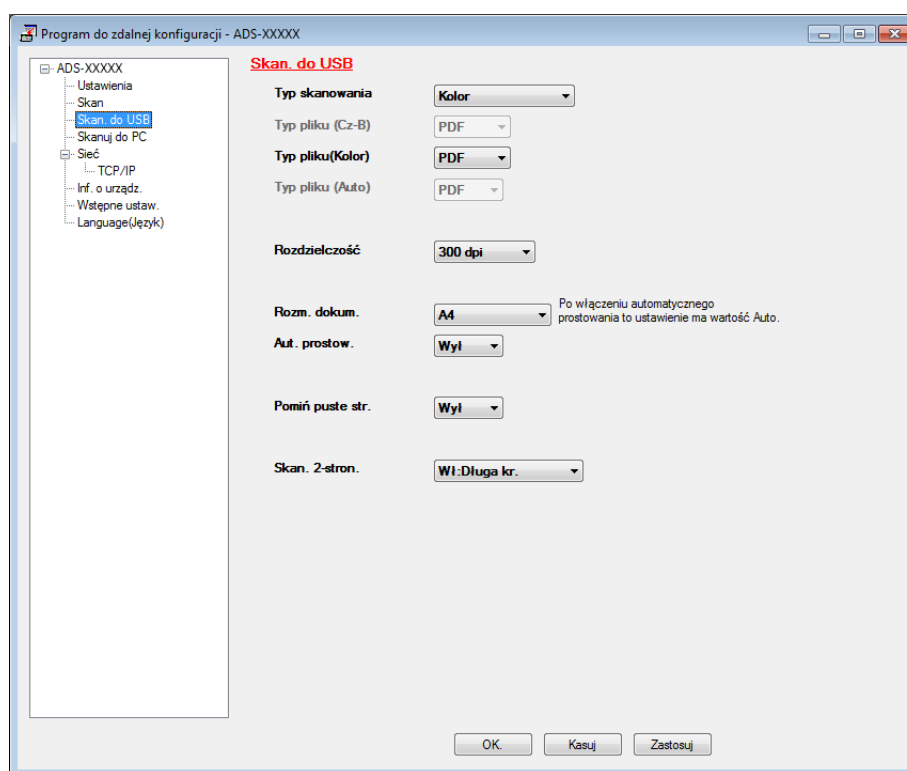 Program do zdalnej konfiguracji - ADS-XXXXX
ADS-XXXXX
Ustawienia
Skan
Skan. do USB
Skanuj do PC
Sieć
TCP/IP
Inf. o urządz.
Wstępne ustaw.
Language(Język)
Skan. do USB
Typ skanowania Kolor
Typ pliku (Cz-B) PDF
Typ pliku(Kolor) PDF
Typ pliku (Auto) PDF
Rozdzielczość 300 dpi
Rozm. dokum. A4
Po włączeniu automatycznego
prostowania to ustawienie ma wartość Auto.
Aut. prostow. Wył
Pomiń puste str. Wył
Skan. 2-stron. Wł:Długa kr.
OK. Kasuj Zastosuj